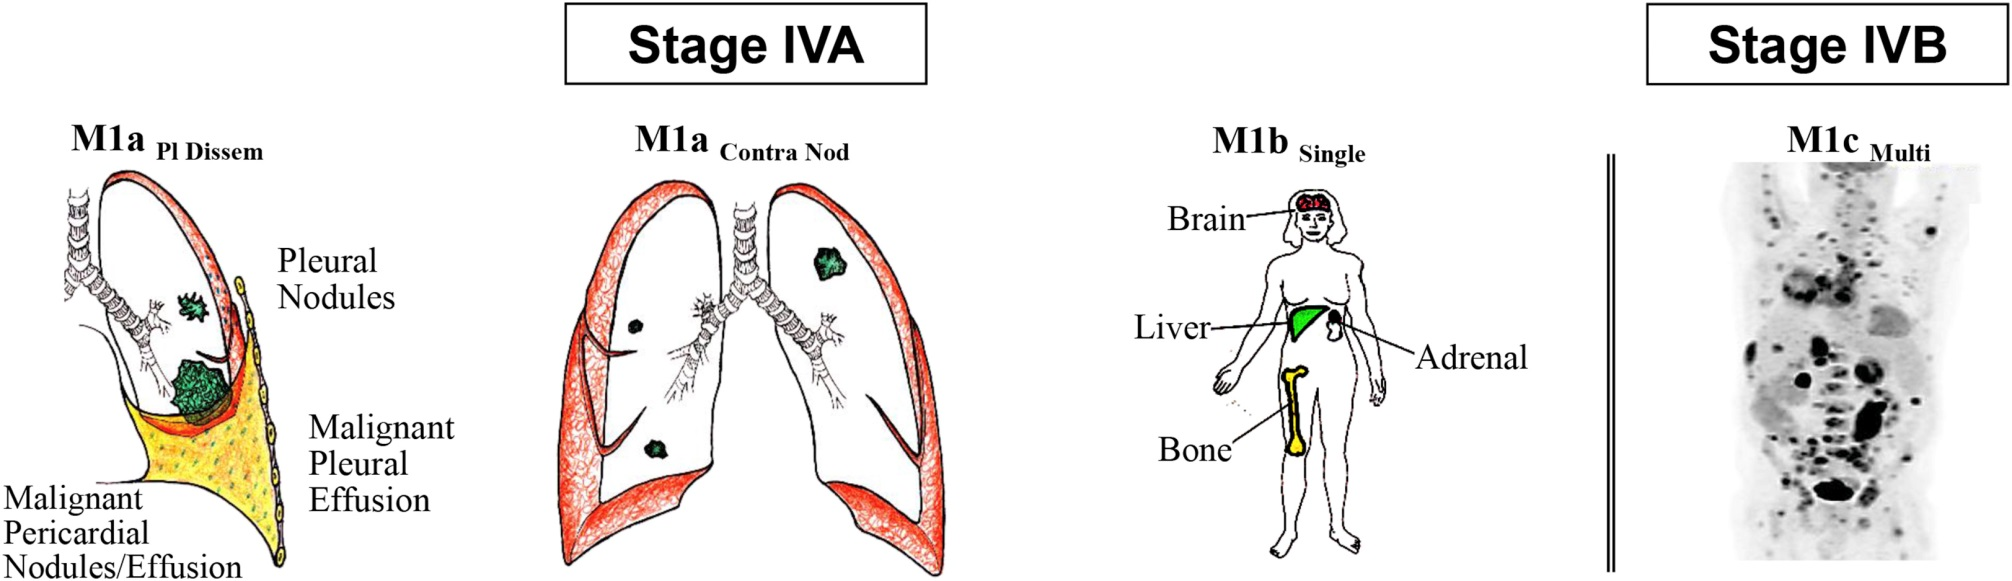 Stage IVA
Stage IVB
M1a Pl Dissem
Pleural
Nodules
Malignant
Pleural
Effusion
Malignant
Pericardial
Nodules/Effusion
M1a Contra Nod
M1b Single
Brain
Liver
Adrenal
Bone
M1c Multi